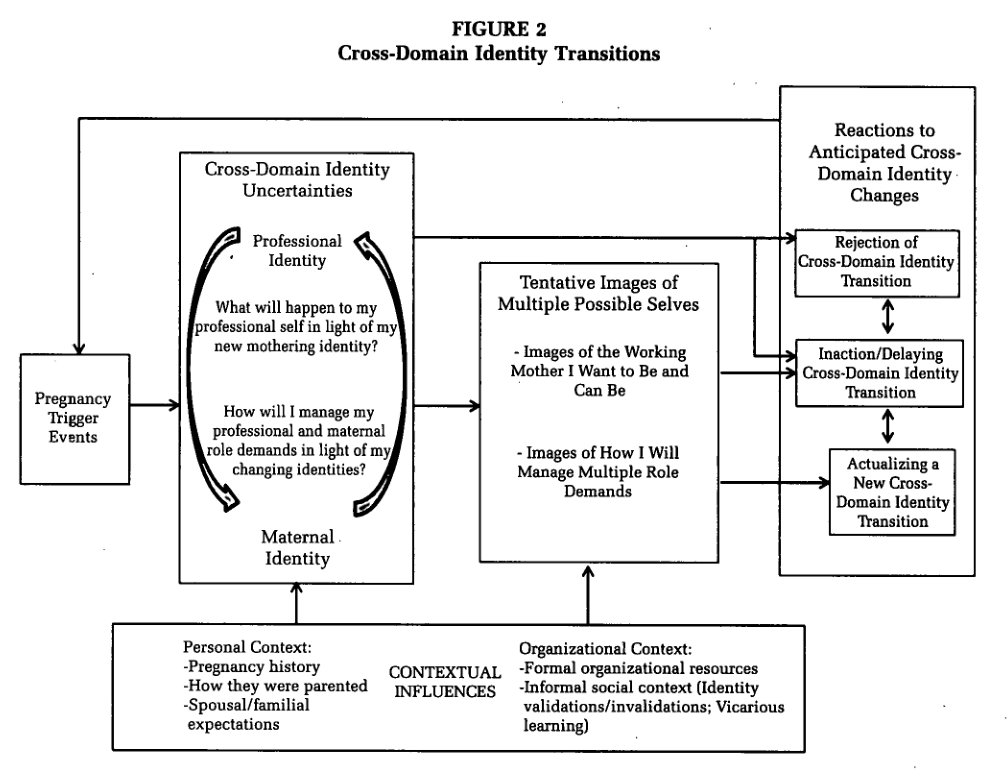 FIGURE 2
Cross-Domain Identity Transitions
Pregnancy
Trigger
Events
Cross-Domain Identity
Uncertainties
Professional
Identity
What will happen to my
professional self in light of my
new mothering identity?
How will I manage my
professional and maternal
role demands in light of my
changing identities?
Maternal
Identity
Tentative Images of
Multiple Possible Selves
- Images of the Working
Mother I Want to Be and
Can Be
- Images of How I Will
Manage Multiple Role
Demands
Reactions to
Anticipated Cross-
Domain Identity
Changes
Rejection of
Cross-Domain Identity
Transition
Inaction/Delaying
Cross-Domain Identity
Transition
Actualizing a
New Cross-
Domain Identity
Transition
Personal Context:
-Pregnancy history
-How they were parented
-Spousal/familial
expectations
CONTEXTUAL
INFLUENCES
Organizational Context:
-Formal organizational resources
-Informal social context (Identity
validations/invalidations; Vicarious
learning)